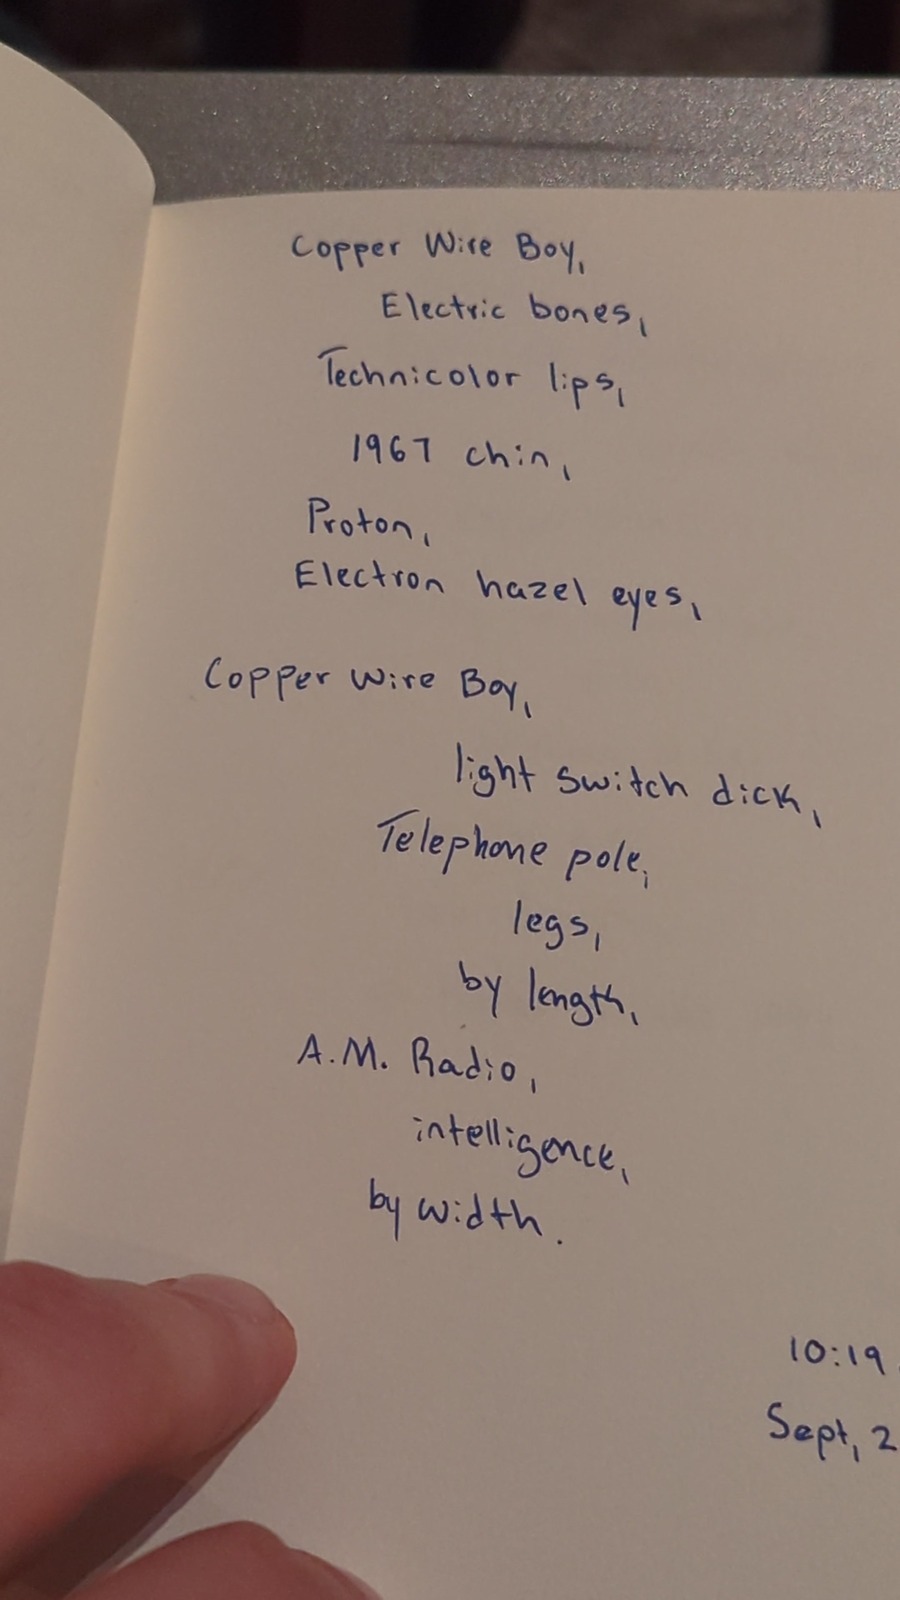 Copper Wire Boy,
Electric bones,
Technicolor lips,
1967 chin,
Proton,
Electron hazel eyes,
Copper Wire Boy,
light switch dick,
Telephone pole,
legs,
by length,
A.M. Radio,
intelligence,
by width.
10:19
Sept, 2